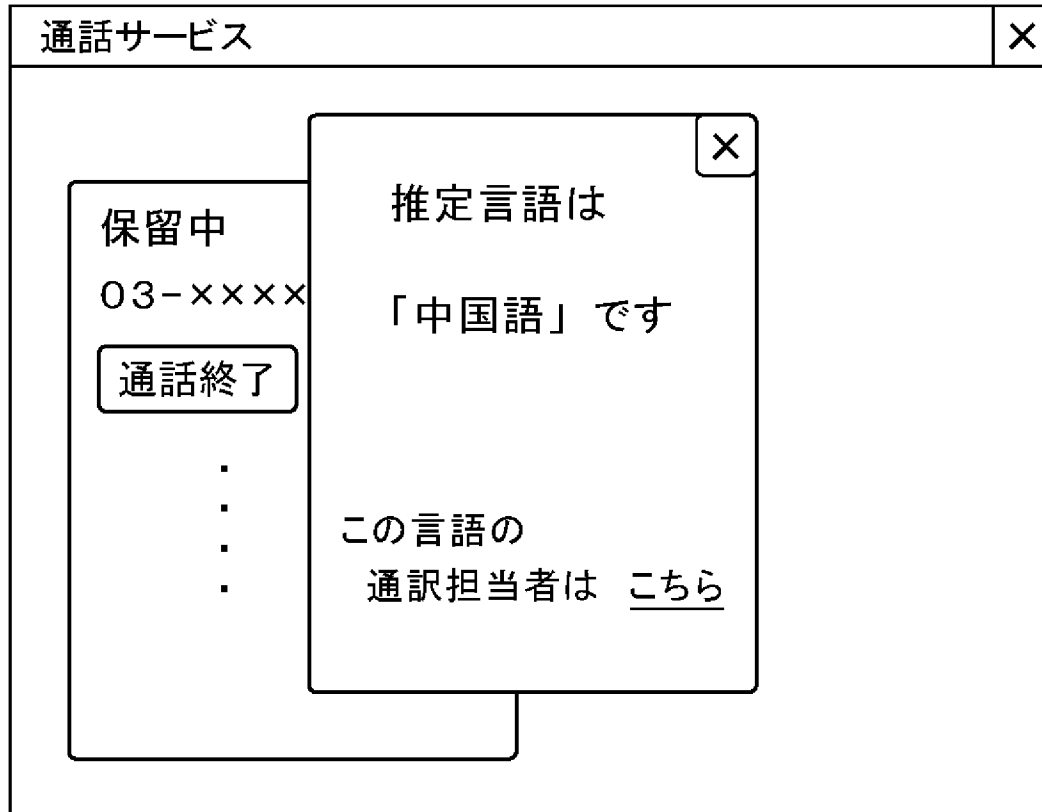 通話サービス
×
保留中
03-××××
通話終了
×
推定言語は
「中国語」です
この言語の
通訳担当者は こちら